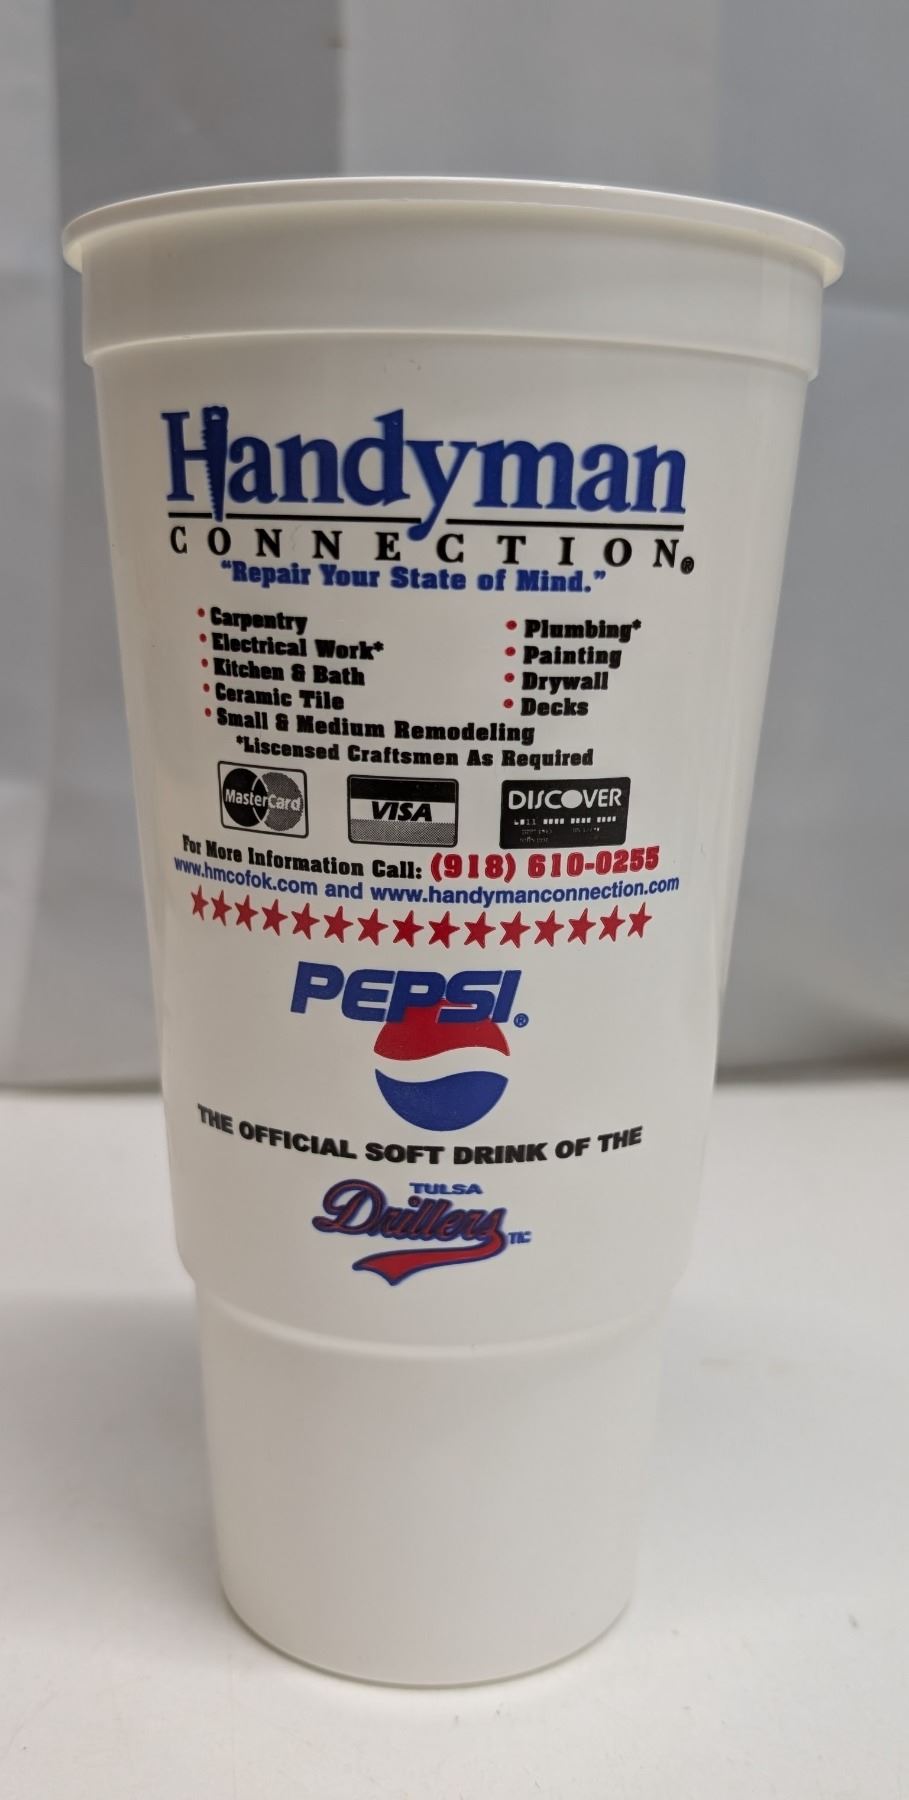 Handyman
CONNECTION®
"Repair Your State of Mind."
• Carpentry
• Electrical Work*
• Kitchen & Bath
• Ceramic Tile
• Small & Medium Remodeling
• Plumbing*
• Painting
• Drywall
• Decks
*Liscensed Craftsmen As Required
MasterCard
VISA
DISCOVER
For More Information Call: (918) 610-0255
www.hmcofok.com and www.handymanconnection.com
PEPSI®
THE OFFICIAL SOFT DRINK OF THE
TULSA
Drillers